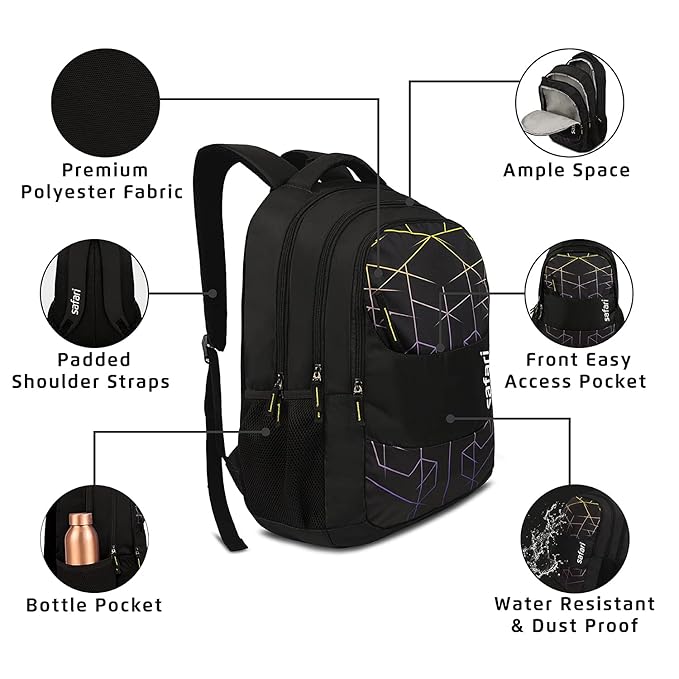 Premium
Polyester Fabric
Ample Space
safari
safari
safari
safari
Padded
Shoulder Straps
Front Easy
Access Pocket
safari
Bottle Pocket
Water Resistant
& Dust Proof